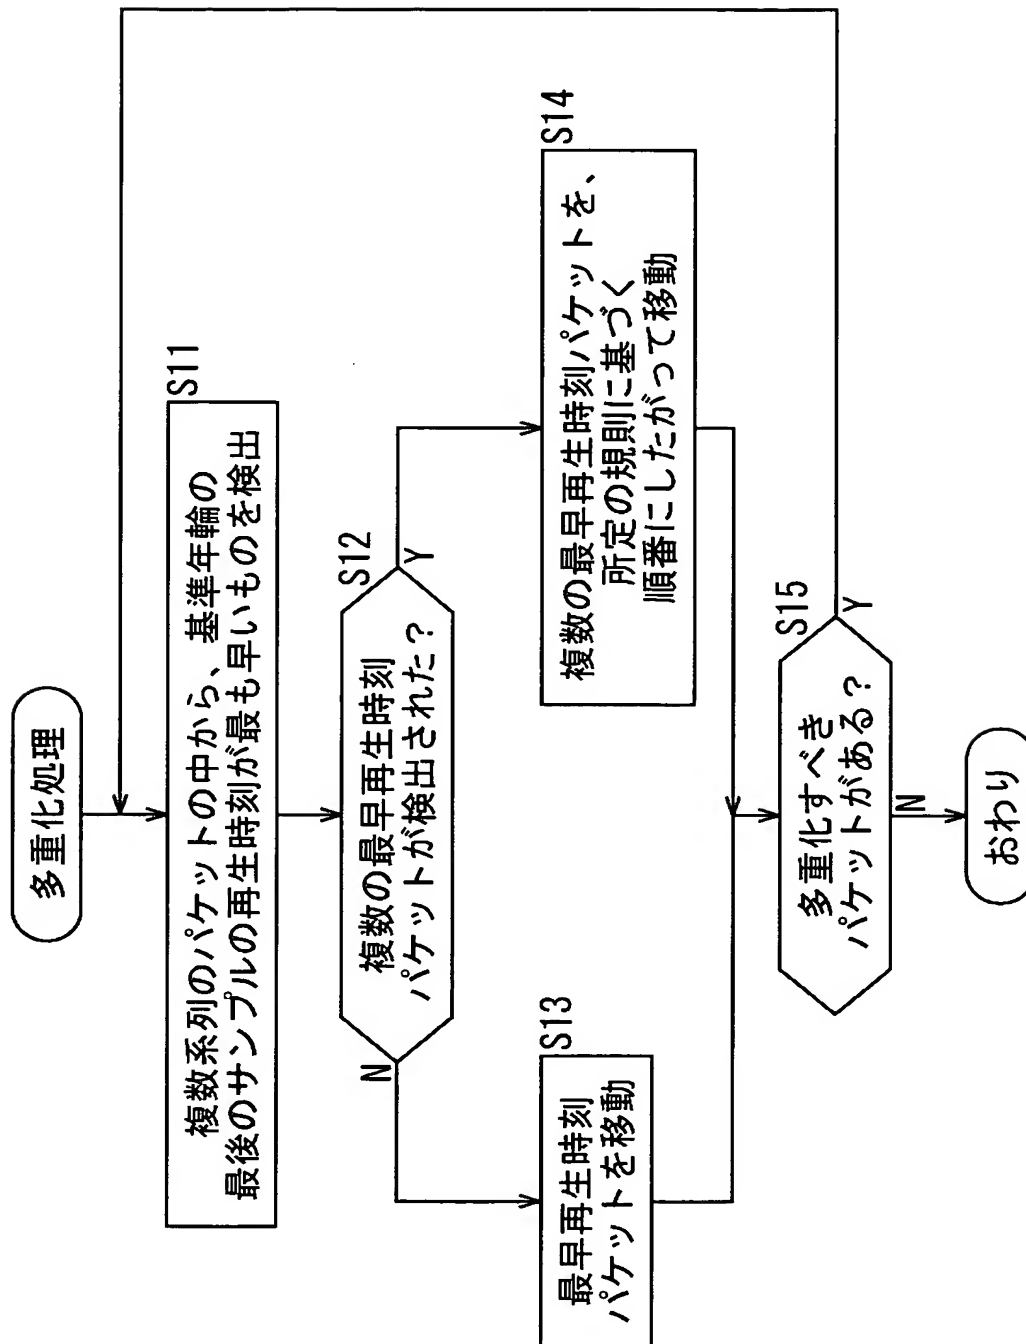 多重化処理
S11
複数系列のパケットの中から、基準年輪の
最後のサンプルの再生時刻が最も早いものを検出
S12
複数の最早再生時刻
パケットが検出された?
N
Y
S13
最早再生時刻
パケットを移動
S14
複数の最早再生時刻パケットを、
所定の規則に基づく
順番にしたがって移動
S15
多重化すべき
パケットがある?
Y
N
おわり